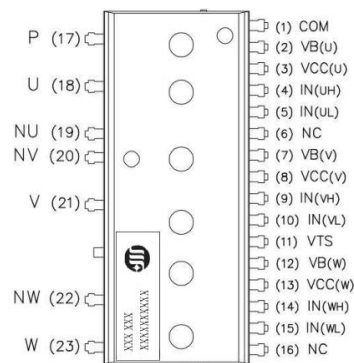 P (17)
U (18)
NU (19)
NV (20)
V (21)
NW (22)
W (23)
XXX XXX
XXXXXXXXXX
(1) COM
(2) VB(U)
(3) VCC(U)
(4) IN(UH)
(5) IN(UL)
(6) NC
(7) VB(V)
(8) VCC(V)
(9) IN(VH)
(10) IN(VL)
(11) VTS
(12) VB(W)
(13) VCC(W)
(14) IN(WH)
(15) IN(WL)
(16) NC